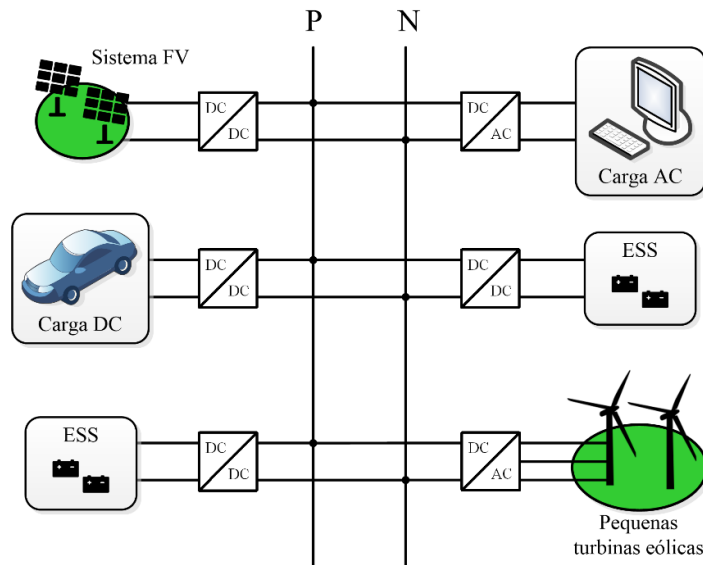 P N
Sistema FV
DC DC
DC AC
Carga AC
DC DC
DC DC
Carga DC
ESS
ESS
DC DC
DC AC
Pequenas
turbinas eólicas